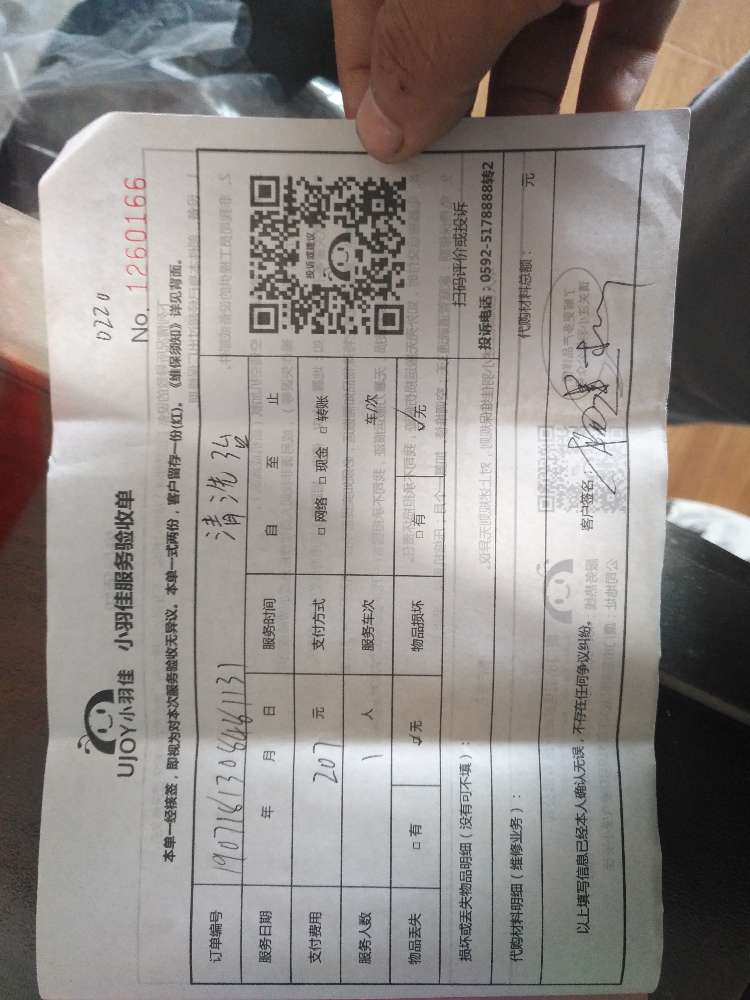 0220
UJOY小羽佳 小羽佳服务验收单
No. 1260166
本单一经接签，即视为对本次服务验收无异议。本单一式两份，客户留存一份(红)。《维保须知》详见背面。
订单编号 清洗
服务日期 年 月 日 服务时间 自 至 止
支付费用 207 元 支付方式 □网络 □现金 □转账
服务人数 1 人 服务车次 车/次
物品丢失 □有 ☑无 物品损坏 □有 ☑无
投诉或建议
扫码评价或投诉
投诉电话：0592-5178888转2
损坏或丢失物品明细（没有可不填）：
代购材料明细（维修业务）： 代购材料总额： 元
以上填写信息已经本人确认无误，不存在任何争议纠纷。 客户签名：